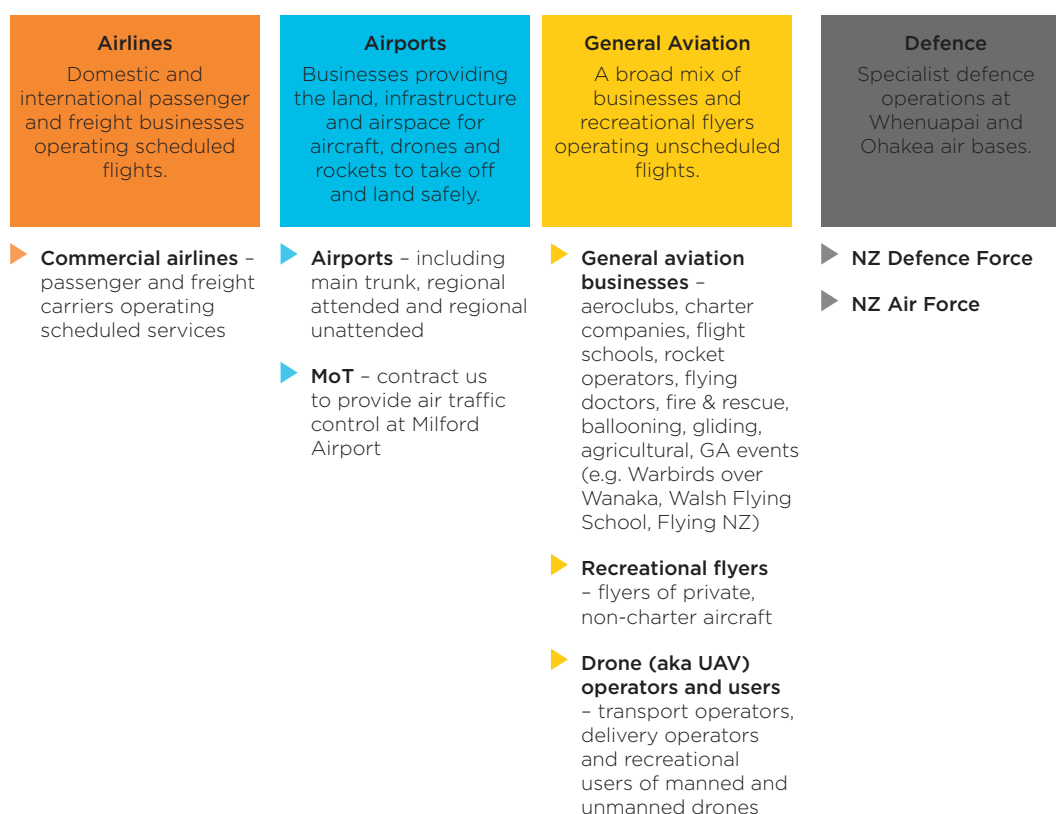 Airlines
Domestic and
international passenger
and freight businesses
operating scheduled
flights.
Commercial airlines –
passenger and freight
carriers operating
scheduled services
Airports
Businesses providing
the land, infrastructure
and airspace for
aircraft, drones and
rockets to take off
and land safely.
Airports – including
main trunk, regional
attended and regional
unattended
MoT – contract us
to provide air traffic
control at Milford
Airport
General Aviation
A broad mix of
businesses and
recreational flyers
operating unscheduled
flights.
General aviation
businesses –
aeroclubs, charter
companies, flight
schools, rocket
operators, flying
doctors, fire & rescue,
ballooning, gliding,
agricultural, GA events
(e.g. Warbirds over
Wanaka, Walsh Flying
School, Flying NZ)
Recreational flyers
– flyers of private,
non-charter aircraft
Drone (aka UAV)
operators and users
– transport operators,
delivery operators
and recreational
users of manned and
unmanned drones
Defence
Specialist defence
operations at
Whenuapai and
Ohakea air bases.
NZ Defence Force
NZ Air Force